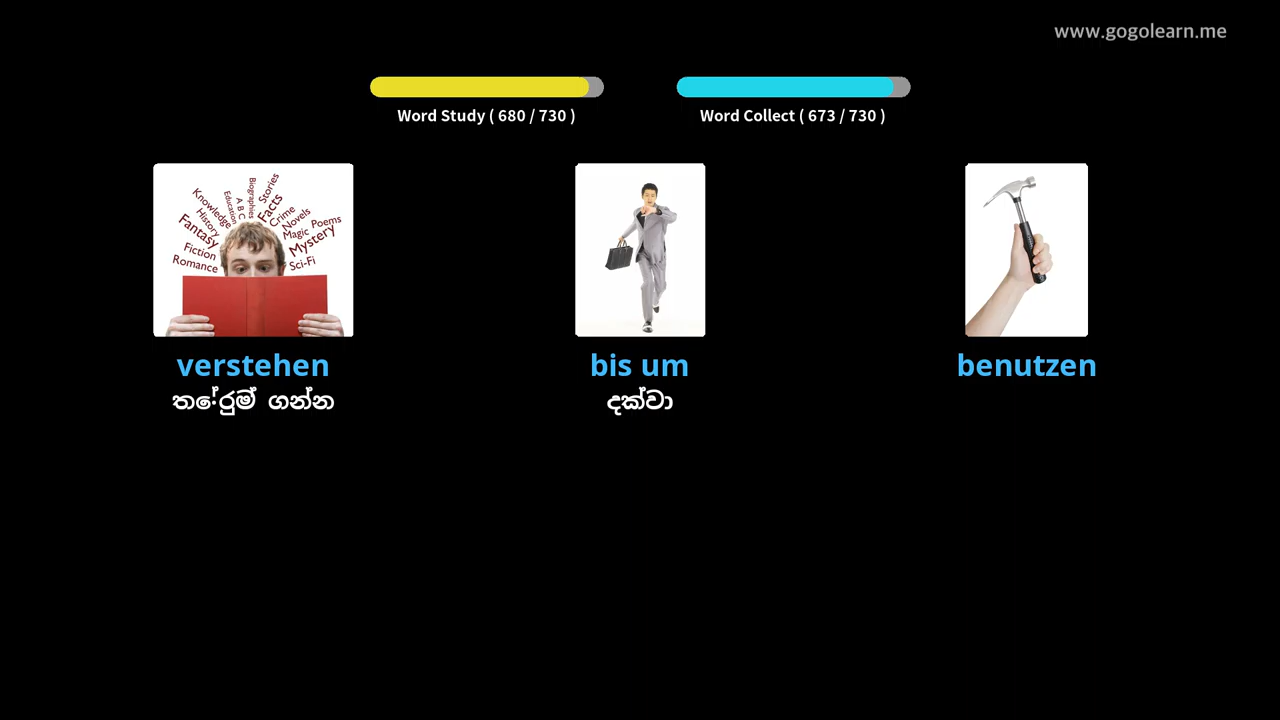 www.gogolearn.me
Word Study ( 680 / 730 )
Word Collect ( 673 / 730 )
Knowledge
History
Fantasy
Fiction
Romance
Education
A B C
Biographies
Stories
Facts
Crime
Novels
Magic
Poems
Mystery
Sci-Fi
verstehen
bis um
benutzen
තේරුම් ගන්න
දක්වා